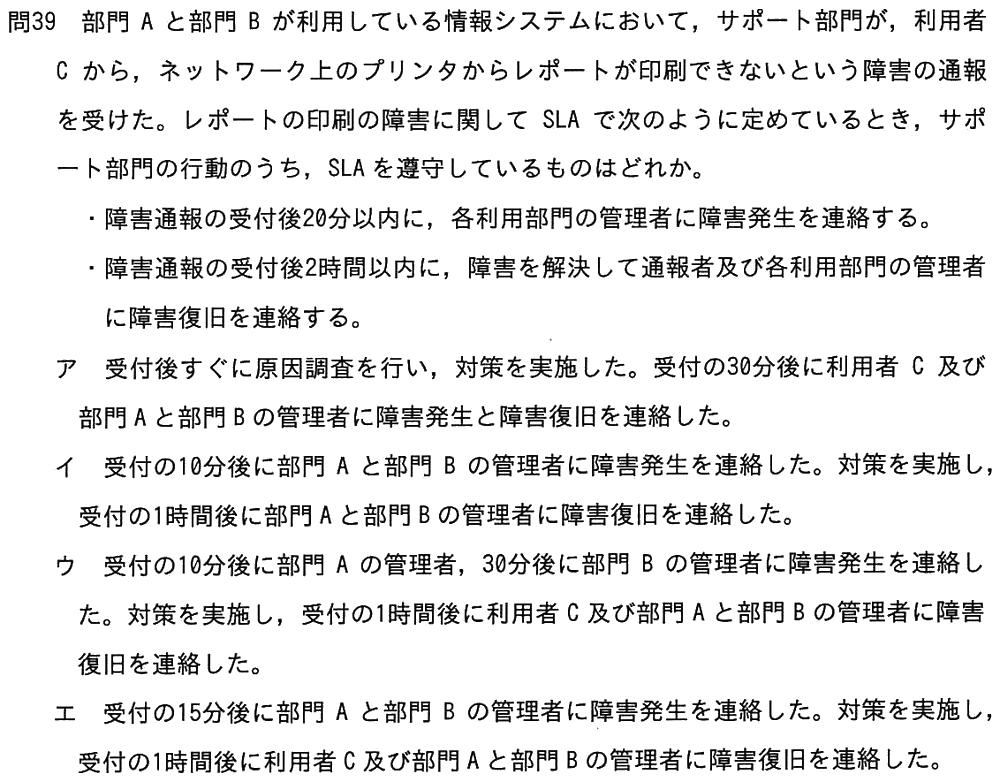 問39 部門 A と部門 B が利用している情報システムにおいて，サポート部門が，利用者
C から，ネットワーク上のプリンタからレポートが印刷できないという障害の通報
を受けた。レポートの印刷の障害に関して SLA で次のように定めているとき，サポ
ート部門の行動のうち，SLA を遵守しているものはどれか。
・障害通報の受付後20分以内に，各利用部門の管理者に障害発生を連絡する。
・障害通報の受付後2時間以内に，障害を解決して通報者及び各利用部門の管理者
に障害復旧を連絡する。
ア 受付後すぐに原因調査を行い，対策を実施した。受付の30分後に利用者 C 及び
部門 A と部門 B の管理者に障害発生と障害復旧を連絡した。
イ 受付の10分後に部門 A と部門 B の管理者に障害発生を連絡した。対策を実施し，
受付の1時間後に部門 A と部門 B の管理者に障害復旧を連絡した。
ウ 受付の10分後に部門 A の管理者，30分後に部門 B の管理者に障害発生を連絡し
た。対策を実施し，受付の1時間後に利用者 C 及び部門 A と部門 B の管理者に障害
復旧を連絡した。
エ 受付の15分後に部門 A と部門 B の管理者に障害発生を連絡した。対策を実施し，
受付の1時間後に利用者 C 及び部門 A と部門 B の管理者に障害復旧を連絡した。